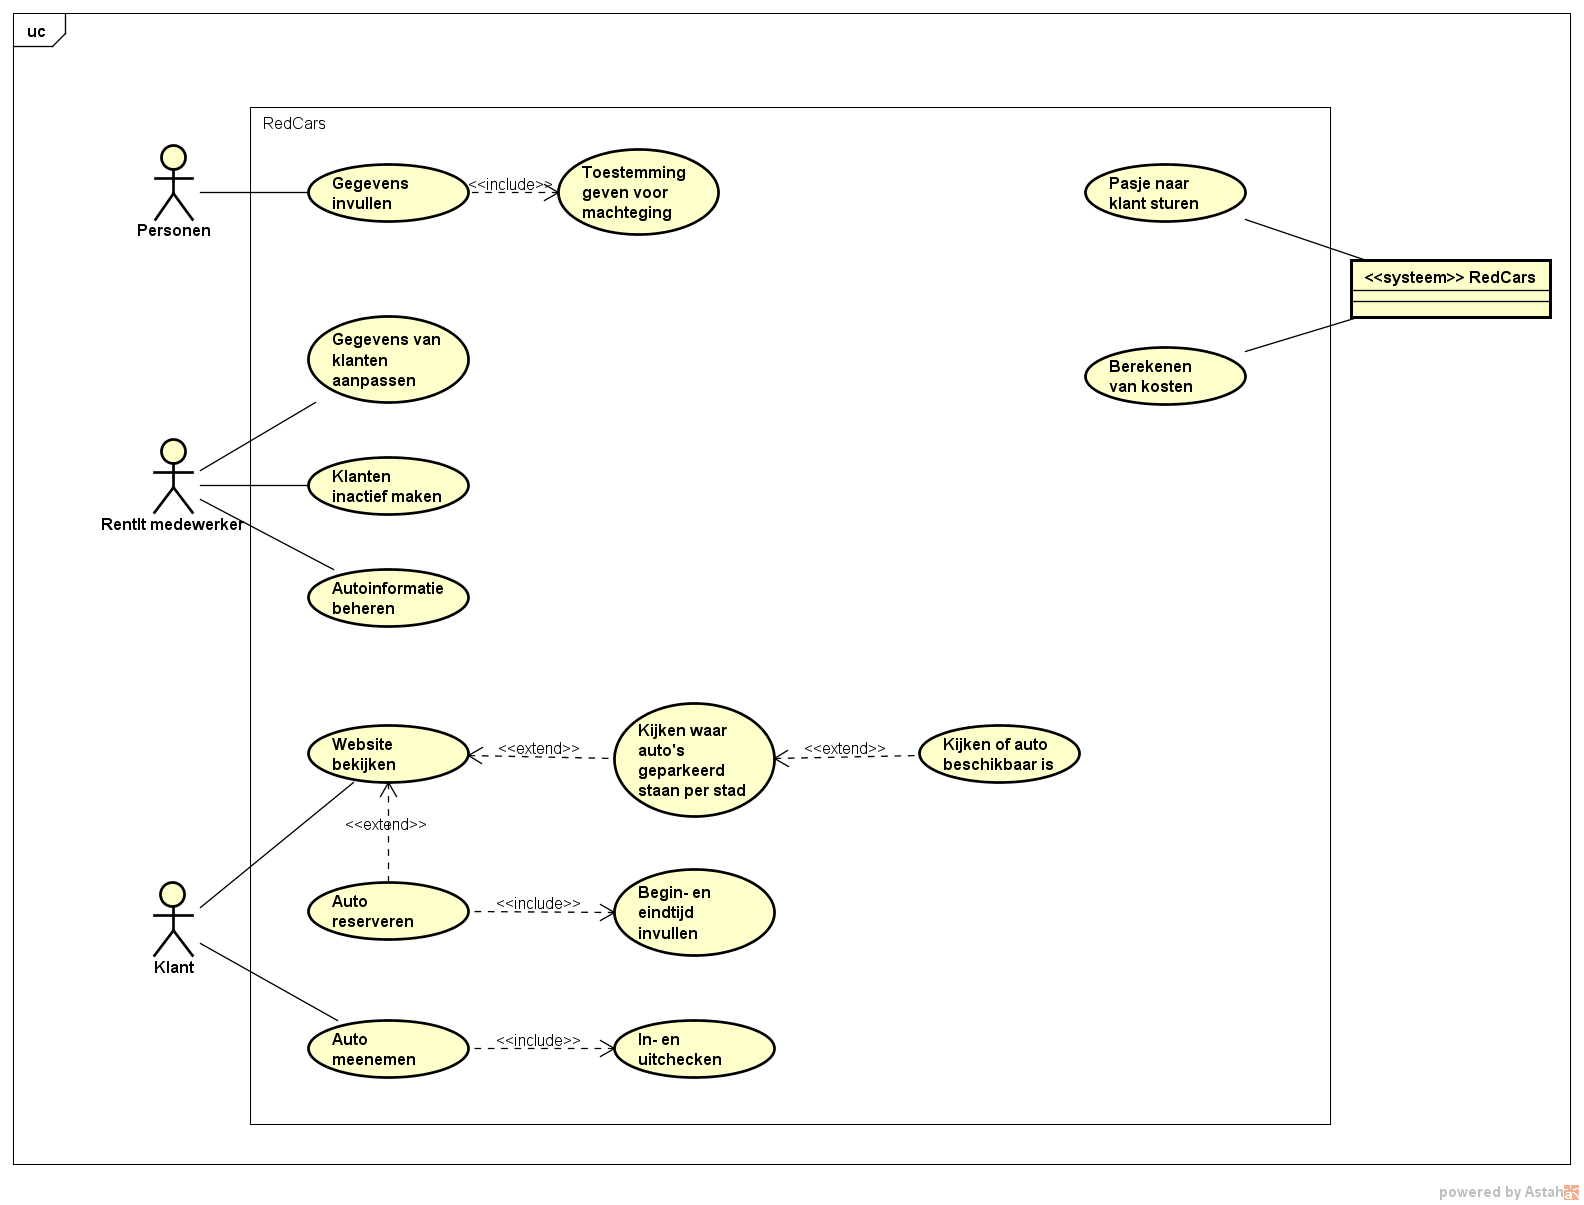 uc
RedCars
Personen
Gegevens
invullen
<<include>>
Toestemming
geven voor
machteging
Pasje naar
klant sturen
<<systeem>> RedCars
Berekenen
van kosten
Gegevens van
klanten
aanpassen
RentIt medewerker
Klanten
inactief maken
Autoinformatie
beheren
Website
bekijken
<<extend>>
Kijken waar
auto's
geparkeerd
staan per stad
<<extend>>
Kijken of auto
beschikbaar is
<<extend>>
Klant
Auto
reserveren
<<include>>
Begin- en
eindtijd
invullen
Auto
meenemen
<<include>>
In- en
uitchecken
powered by Astah